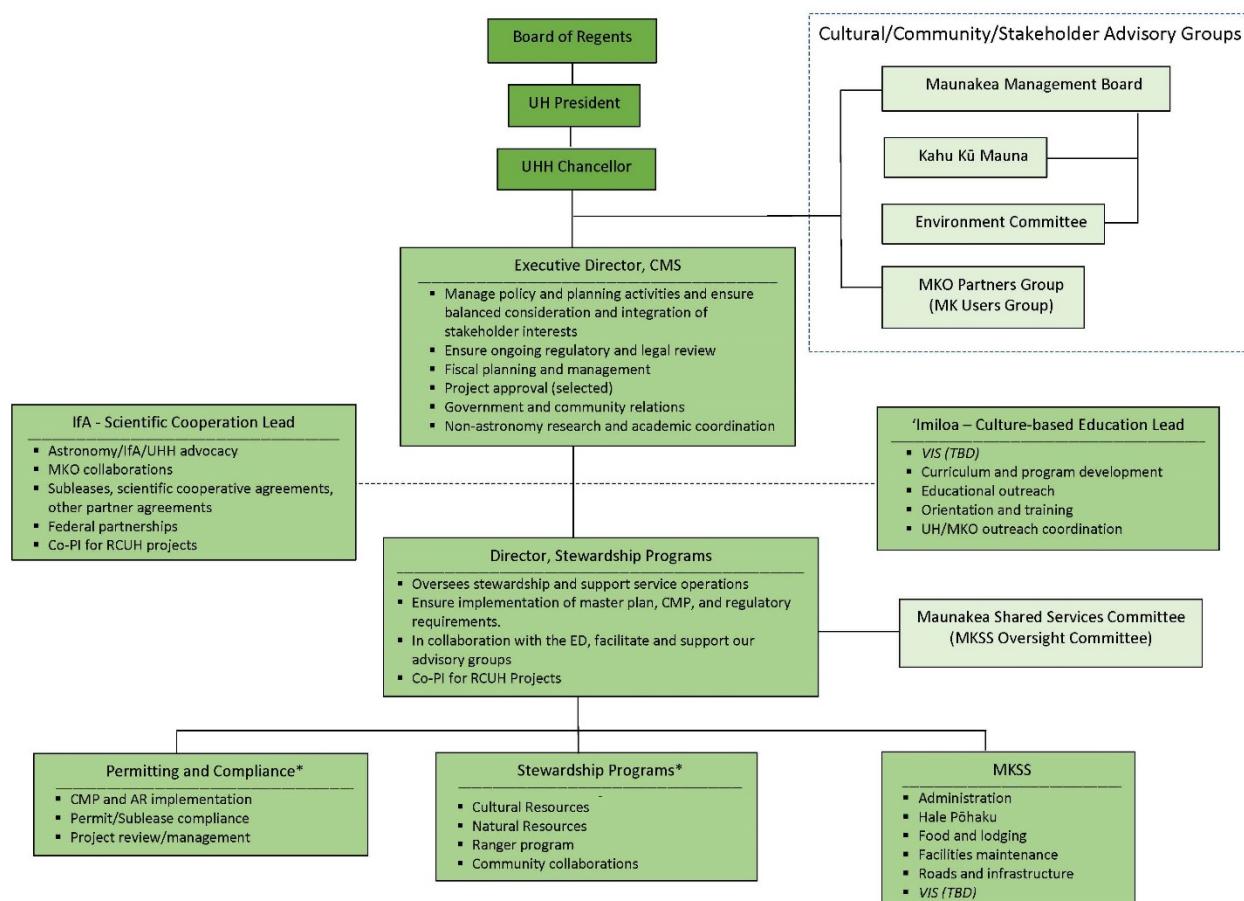 Board of Regents
UH President
UHH Chancellor
Cultural/Community/Stakeholder Advisory Groups
Maunakea Management Board
Kahu Kū Mauna
Environment Committee
MKO Partners Group
(MK Users Group)
Executive Director, CMS
▪ Manage policy and planning activities and ensure
balanced consideration and integration of
stakeholder interests
▪ Ensure ongoing regulatory and legal review
▪ Fiscal planning and management
▪ Project approval (selected)
▪ Government and community relations
▪ Non-astronomy research and academic coordination
IfA - Scientific Cooperation Lead
▪ Astronomy/IfA/UHH advocacy
▪ MKO collaborations
▪ Subleases, scientific cooperative agreements,
other partner agreements
▪ Federal partnerships
▪ Co-PI for RCUH projects
‘Imiloa – Culture-based Education Lead
▪ VIS (TBD)
▪ Curriculum and program development
▪ Educational outreach
▪ Orientation and training
▪ UH/MKO outreach coordination
Director, Stewardship Programs
▪ Oversees stewardship and support service operations
▪ Ensure implementation of master plan, CMP, and regulatory
requirements.
▪ In collaboration with the ED, facilitate and support our
advisory groups
▪ Co-PI for RCUH Projects
Maunakea Shared Services Committee
(MKSS Oversight Committee)
Permitting and Compliance*
▪ CMP and AR implementation
▪ Permit/Sublease compliance
▪ Project review/management
Stewardship Programs*
▪ Cultural Resources
▪ Natural Resources
▪ Ranger program
▪ Community collaborations
MKSS
▪ Administration
▪ Hale Pōhaku
▪ Food and lodging
▪ Facilities maintenance
▪ Roads and infrastructure
▪ VIS (TBD)